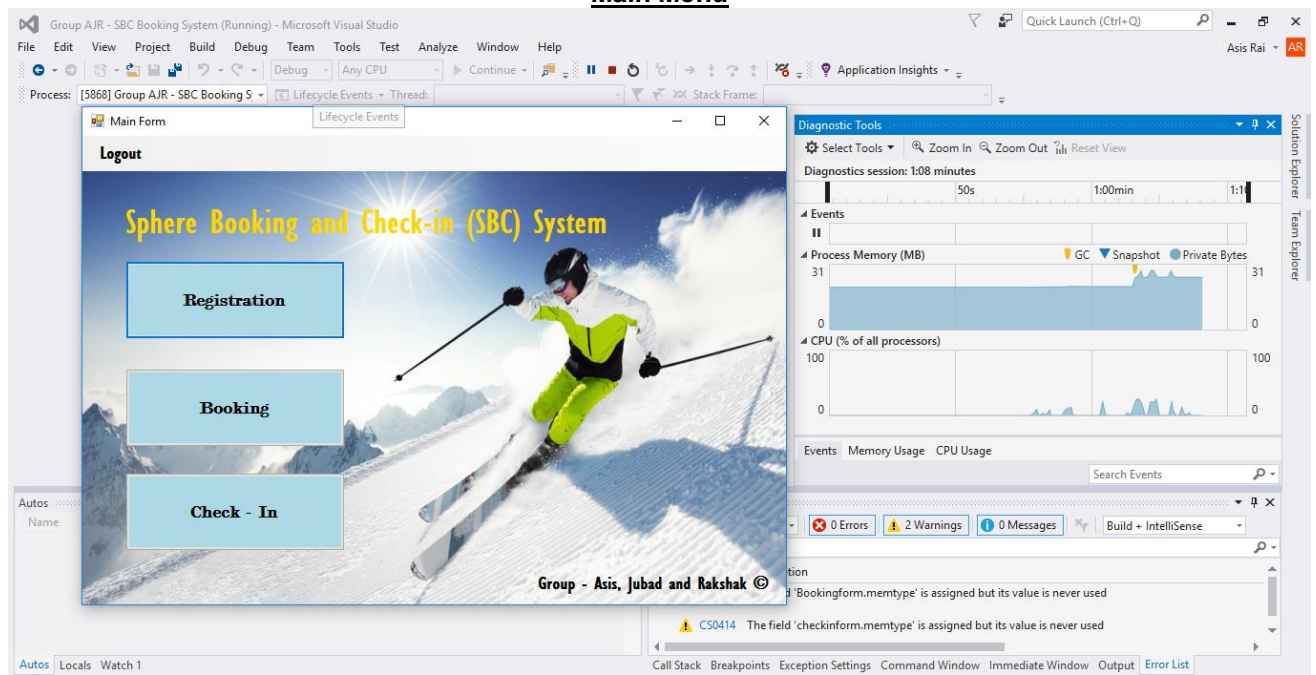 Main Menu
Group AJR - SBC Booking System (Running) - Microsoft Visual Studio
Quick Launch (Ctrl+Q)
File Edit View Project Build Debug Team Tools Test Analyze Window Help
Asis Rai AR
Debug Any CPU Continue Application Insights
Process: [5868] Group AJR - SBC Booking S Lifecycle Events Thread: Stack Frame:
Main Form
Lifecycle Events
Logout
Sphere Booking and Check-in (SBC) System
Registration
Booking
Check - In
Group - Asis, Jubad and Rakshak ©
Diagnostic Tools
Select Tools Zoom In Zoom Out Reset View
Diagnostics session: 1:08 minutes
50s 1:00min 1:10
Events
Process Memory (MB) GC Snapshot Private Bytes
31 31
0 0
CPU (% of all processors)
100 100
0 0
Events Memory Usage CPU Usage
Search Events
Solution Explorer
Team Explorer
Autos
Name
0 Errors 2 Warnings 0 Messages Build + IntelliSense
tion
d 'Bookingform.memtype' is assigned but its value is never used
CS0414 The field 'checkinform.memtype' is assigned but its value is never used
Autos Locals Watch 1
Call Stack Breakpoints Exception Settings Command Window Immediate Window Output Error List